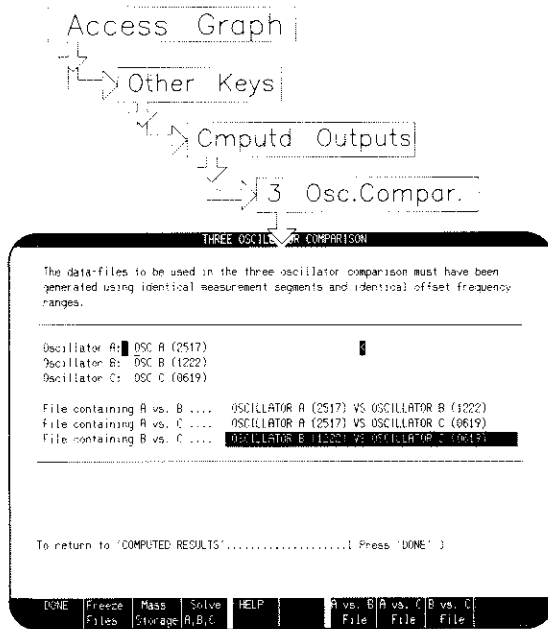 Access Graph
Other Keys
Cmputd Outputs
3 Osc.Compar.
THREE OSCILLATOR COMPARISON
The data-files to be used in the three oscillator comparison must have been
generated using identical measurement segments and identical offset frequency
ranges.
Oscillator A: OSC A (2517)
Oscillator B: OSC B (1222)
Oscillator C: OSC C (0619)
File containing A vs. B .... OSCILLATOR A (2517) VS OSCILLATOR B (1222)
File containing A vs. C .... OSCILLATOR A (2517) VS OSCILLATOR C (0619)
File containing B vs. C .... OSCILLATOR B (1222) VS OSCILLATOR C (0619)
To return to 'COMPUTED RESULTS'.....................( Press 'DONE' )
DONE Freeze Mass Solve HELP A vs. B A vs. C B vs. C
Files Storage A,B,C File File File